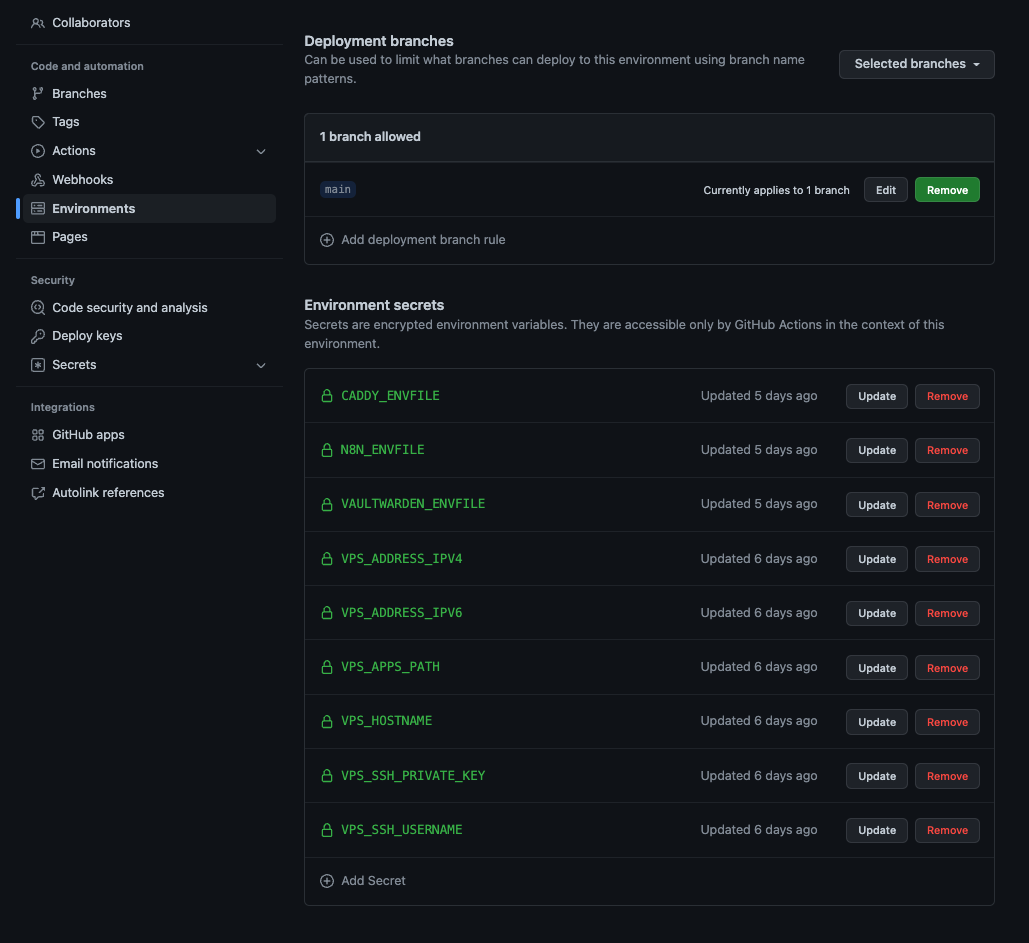 Collaborators
Code and automation
Branches
Tags
Actions
Webhooks
Environments
Pages
Security
Code security and analysis
Deploy keys
Secrets
Integrations
GitHub apps
Email notifications
Autolink references
Deployment branches
Can be used to limit what branches can deploy to this environment using branch name
patterns.
Selected branches
1 branch allowed
main
Currently applies to 1 branch
Edit
Remove
Add deployment branch rule
Environment secrets
Secrets are encrypted environment variables. They are accessible only by GitHub Actions in the context of this
environment.
CADDY_ENVFILE Updated 5 days ago Update Remove
N8N_ENVFILE Updated 5 days ago Update Remove
VAULTWARDEN_ENVFILE Updated 5 days ago Update Remove
VPS_ADDRESS_IPV4 Updated 6 days ago Update Remove
VPS_ADDRESS_IPV6 Updated 6 days ago Update Remove
VPS_APPS_PATH Updated 6 days ago Update Remove
VPS_HOSTNAME Updated 6 days ago Update Remove
VPS_SSH_PRIVATE_KEY Updated 6 days ago Update Remove
VPS_SSH_USERNAME Updated 6 days ago Update Remove
Add Secret